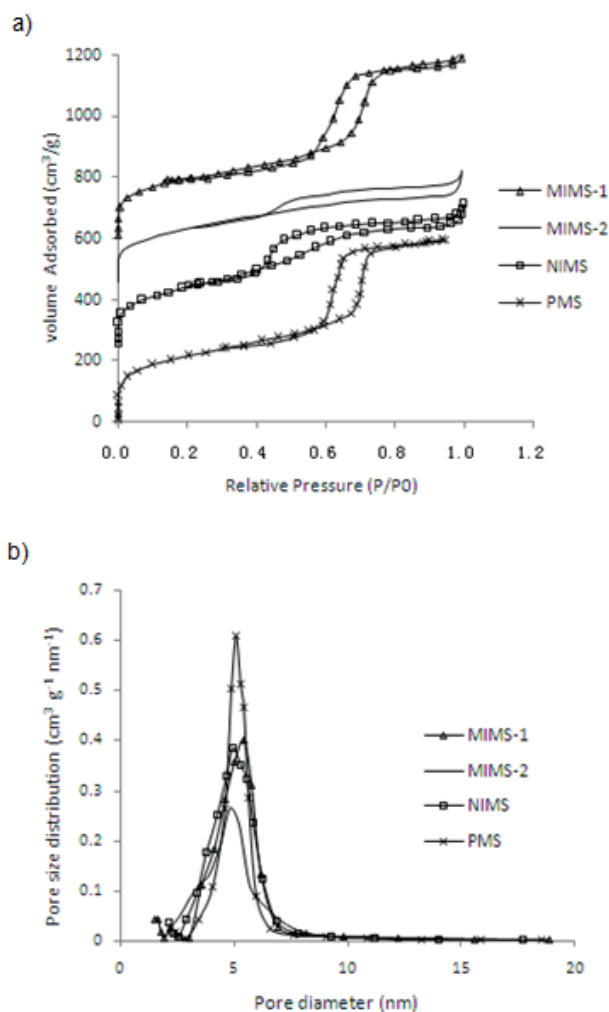 a)
1200
1000
800
600
400
200
0
volume Adsorbed (cm³/g)
0.0 0.2 0.4 0.6 0.8 1.0 1.2
Relative Pressure (P/P0)
MIMS-1
MIMS-2
NIMS
PMS
b)
0.7
0.6
0.5
0.4
0.3
0.2
0.1
0
Pore size distribution (cm³ g⁻¹ nm⁻¹)
0 5 10 15 20
Pore diameter (nm)
MIMS-1
MIMS-2
NIMS
PMS